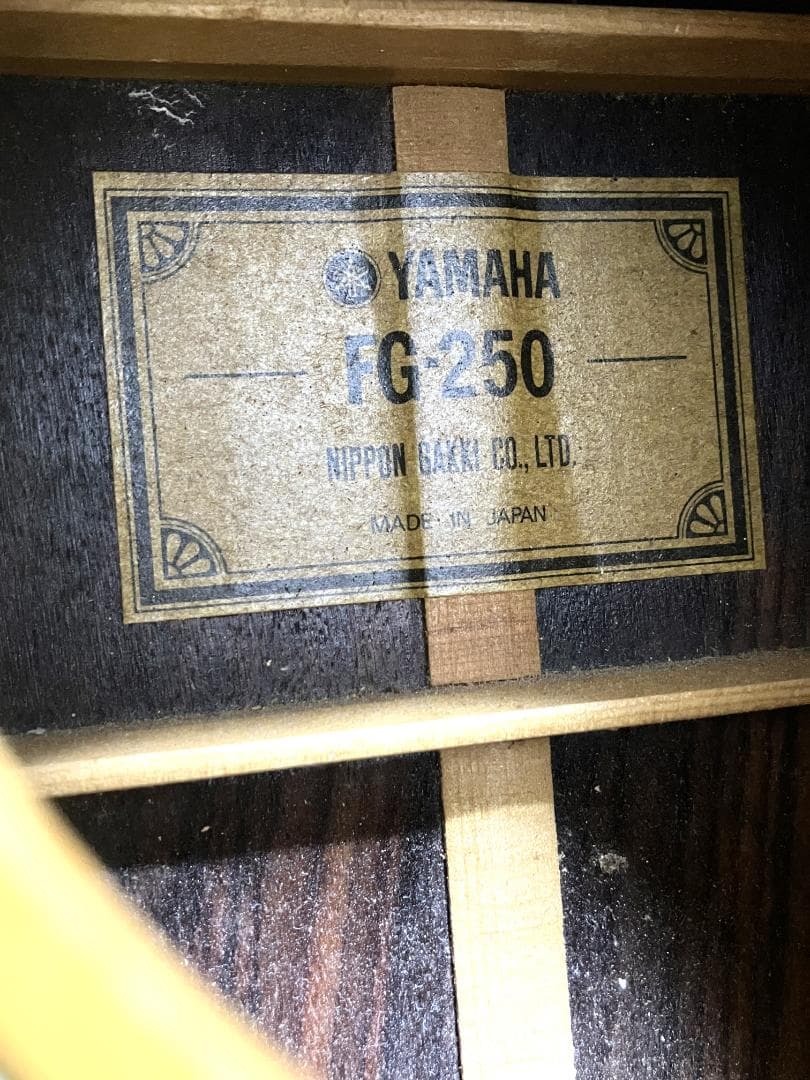 YAMAHA
FG-250
NIPPON GAKKI CO., LTD.
MADE IN JAPAN